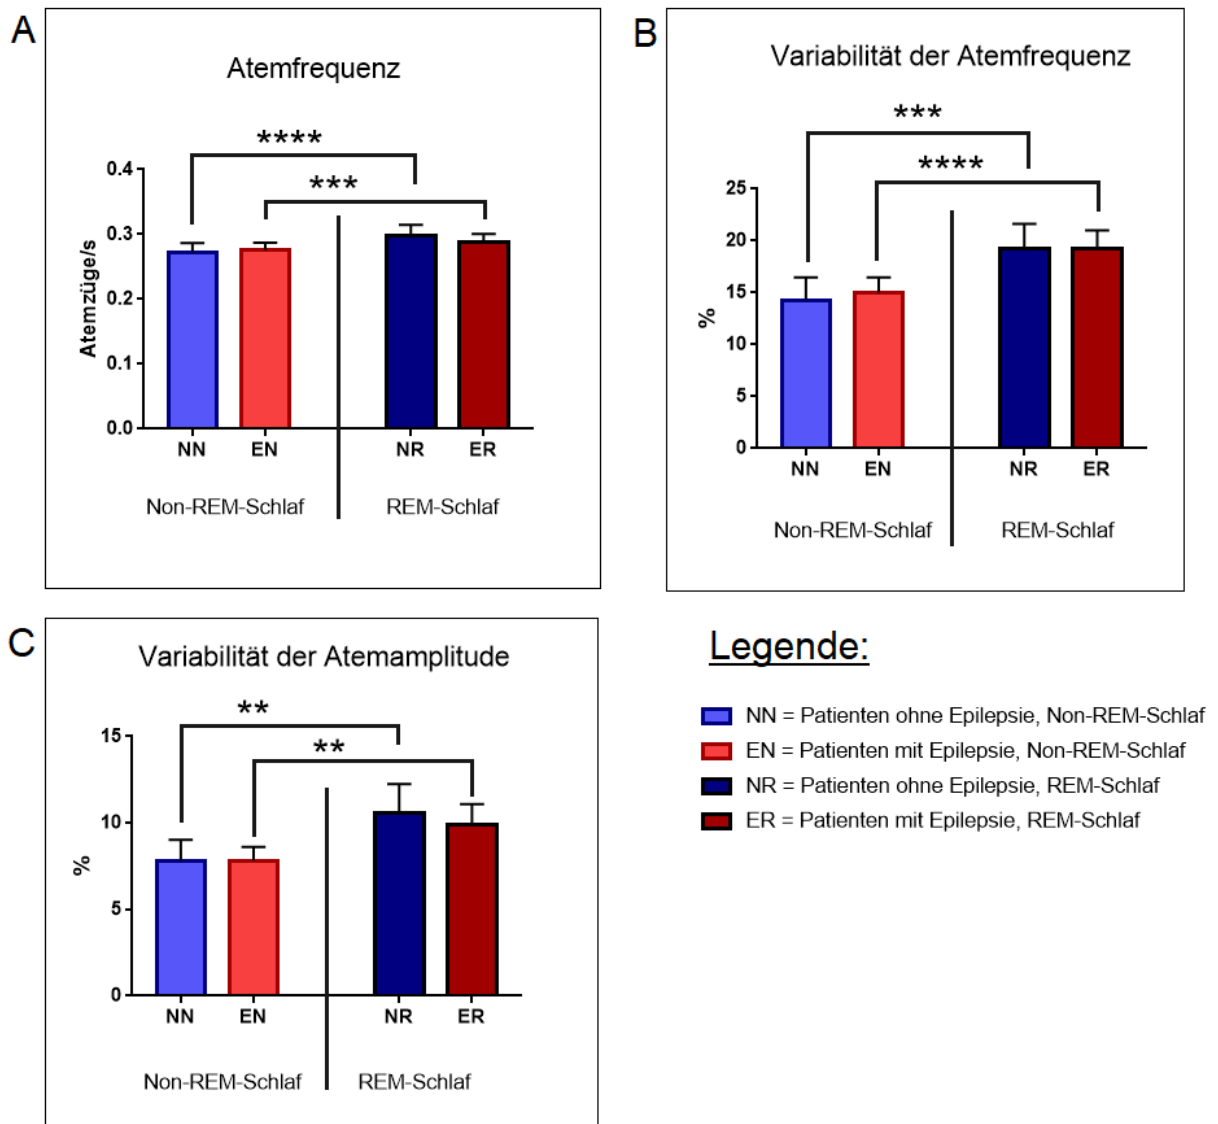 A
Atemfrequenz
****
***
0.4
0.3
0.2
0.1
0.0
Atemzüge/s
NN EN NR ER
Non-REM-Schlaf REM-Schlaf
B
Variabilität der Atemfrequenz
***
****
25
20
15
10
5
0
%
NN EN NR ER
Non-REM-Schlaf REM-Schlaf
C
Variabilität der Atemamplitude
**
**
15
10
5
0
%
NN EN NR ER
Non-REM-Schlaf REM-Schlaf
Legende:
NN = Patienten ohne Epilepsie, Non-REM-Schlaf
EN = Patienten mit Epilepsie, Non-REM-Schlaf
NR = Patienten ohne Epilepsie, REM-Schlaf
ER = Patienten mit Epilepsie, REM-Schlaf